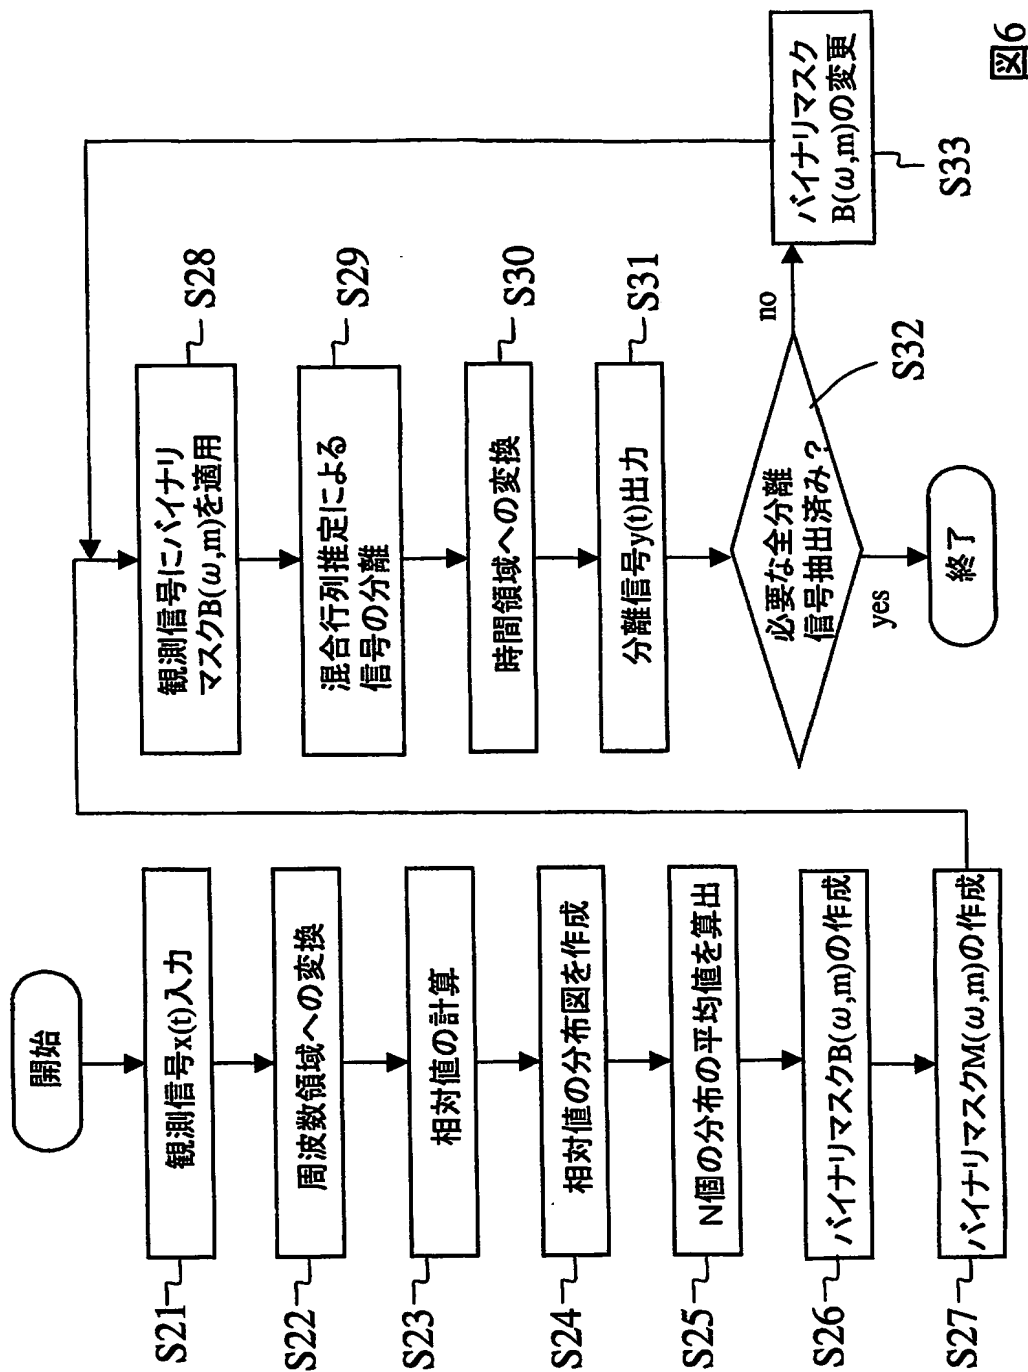 開始
S21
観測信号x(t)入力
S22
周波数領域への変換
S23
相対値の計算
S24
相対値の分布図を作成
S25
N個の分布の平均値を算出
S26
バイナリマスクB(ω,m)の作成
S27
バイナリマスクM(ω,m)の作成
観測信号にバイナリ
マスクB(ω,m)を適用
S28
混合行列推定による
信号の分離
S29
時間領域への変換
S30
分離信号y(t)出力
S31
必要な全分離
信号抽出済み?
S32
no
yes
バイナリマスク
B(ω,m)の変更
S33
終了
図6